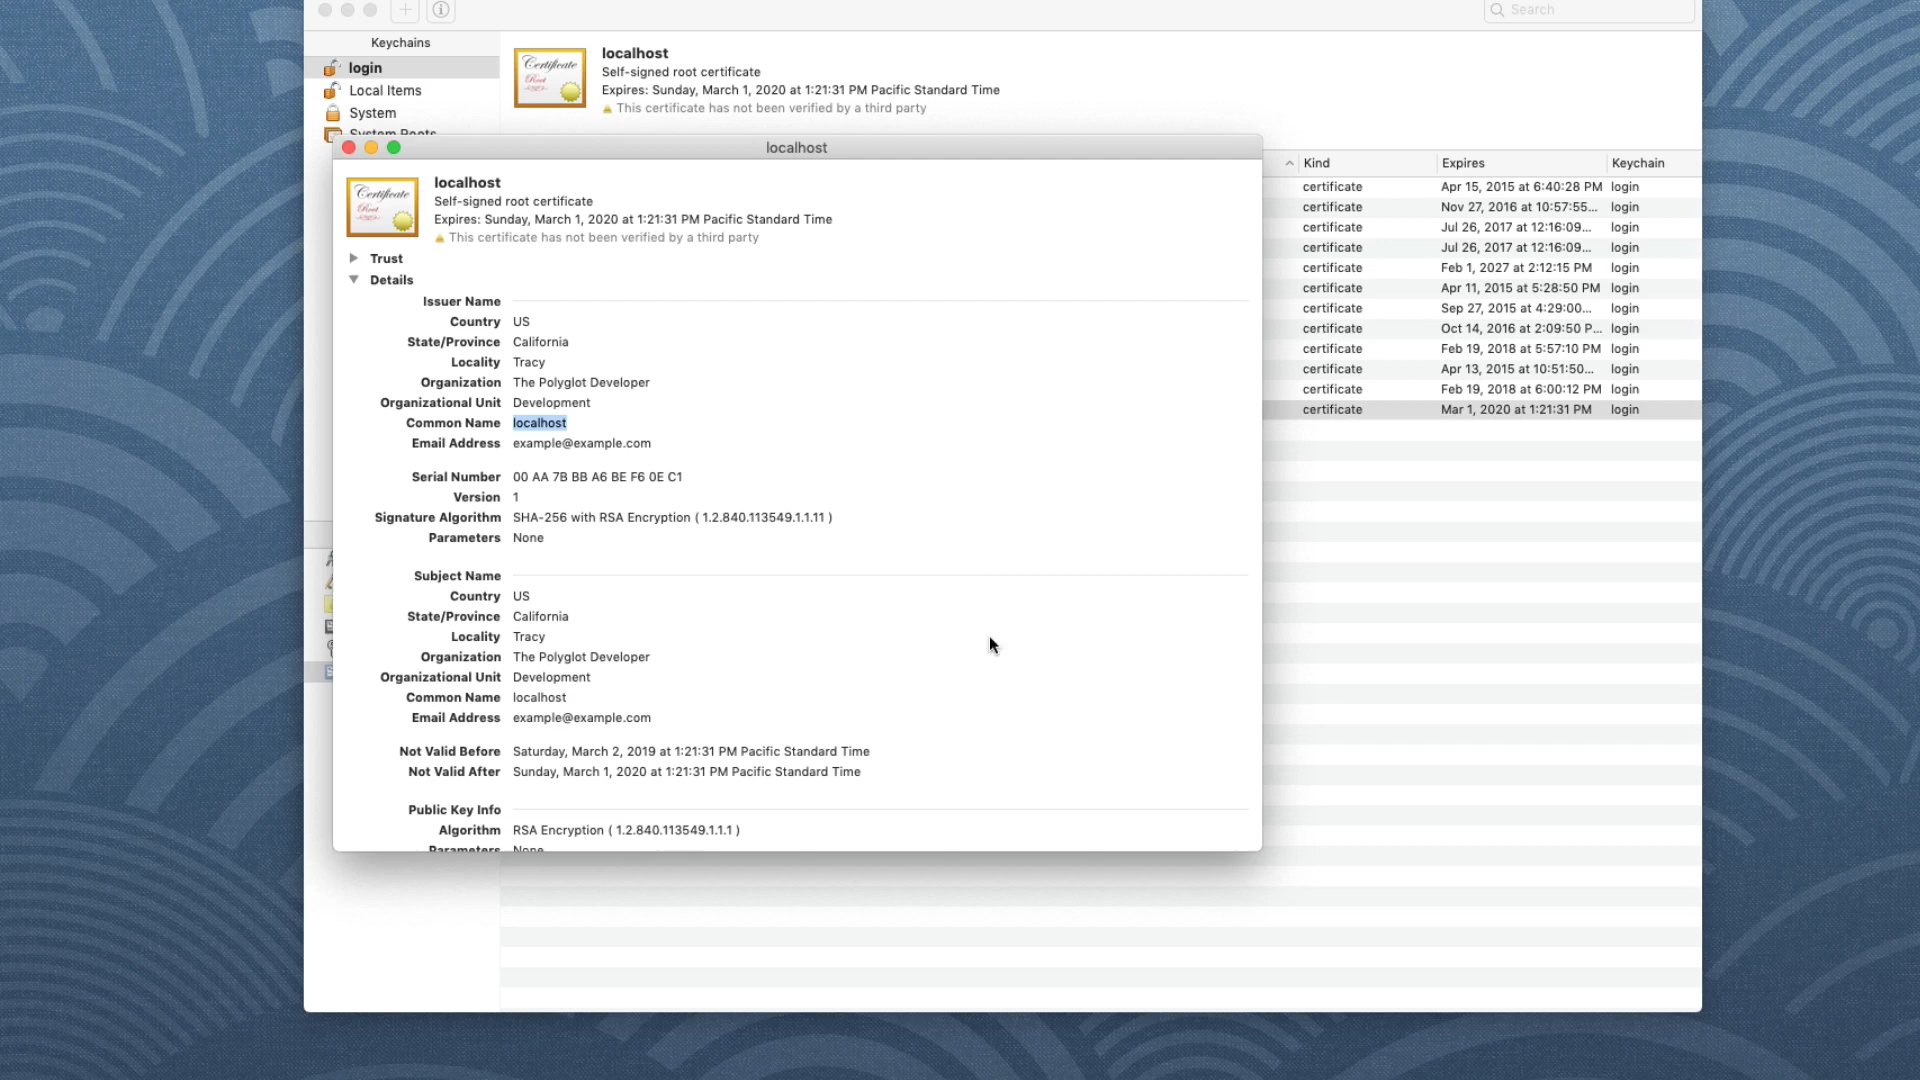 Search
Keychains
login
Local Items
System
System Roots
Certificate
Root
localhost
Self-signed root certificate
Expires: Sunday, March 1, 2020 at 1:21:31 PM Pacific Standard Time
This certificate has not been verified by a third party
Kind Expires Keychain
certificate Apr 15, 2015 at 6:40:28 PM login
certificate Nov 27, 2016 at 10:57:55... login
certificate Jul 26, 2017 at 12:16:09... login
certificate Jul 26, 2017 at 12:16:09... login
certificate Feb 1, 2027 at 2:12:15 PM login
certificate Apr 11, 2015 at 5:28:50 PM login
certificate Sep 27, 2015 at 4:29:00... login
certificate Oct 14, 2016 at 2:09:50 P... login
certificate Feb 19, 2018 at 5:57:10 PM login
certificate Apr 13, 2015 at 10:51:50... login
certificate Feb 19, 2018 at 6:00:12 PM login
certificate Mar 1, 2020 at 1:21:31 PM login
localhost
Certificate
Root
localhost
Self-signed root certificate
Expires: Sunday, March 1, 2020 at 1:21:31 PM Pacific Standard Time
This certificate has not been verified by a third party
Trust
Details
Issuer Name
Country US
State/Province California
Locality Tracy
Organization The Polyglot Developer
Organizational Unit Development
Common Name localhost
Email Address example@example.com
Serial Number 00 AA 7B BB A6 BE F6 0E C1
Version 1
Signature Algorithm SHA-256 with RSA Encryption ( 1.2.840.113549.1.1.11 )
Parameters None
Subject Name
Country US
State/Province California
Locality Tracy
Organization The Polyglot Developer
Organizational Unit Development
Common Name localhost
Email Address example@example.com
Not Valid Before Saturday, March 2, 2019 at 1:21:31 PM Pacific Standard Time
Not Valid After Sunday, March 1, 2020 at 1:21:31 PM Pacific Standard Time
Public Key Info
Algorithm RSA Encryption ( 1.2.840.113549.1.1.1 )
Parameters None